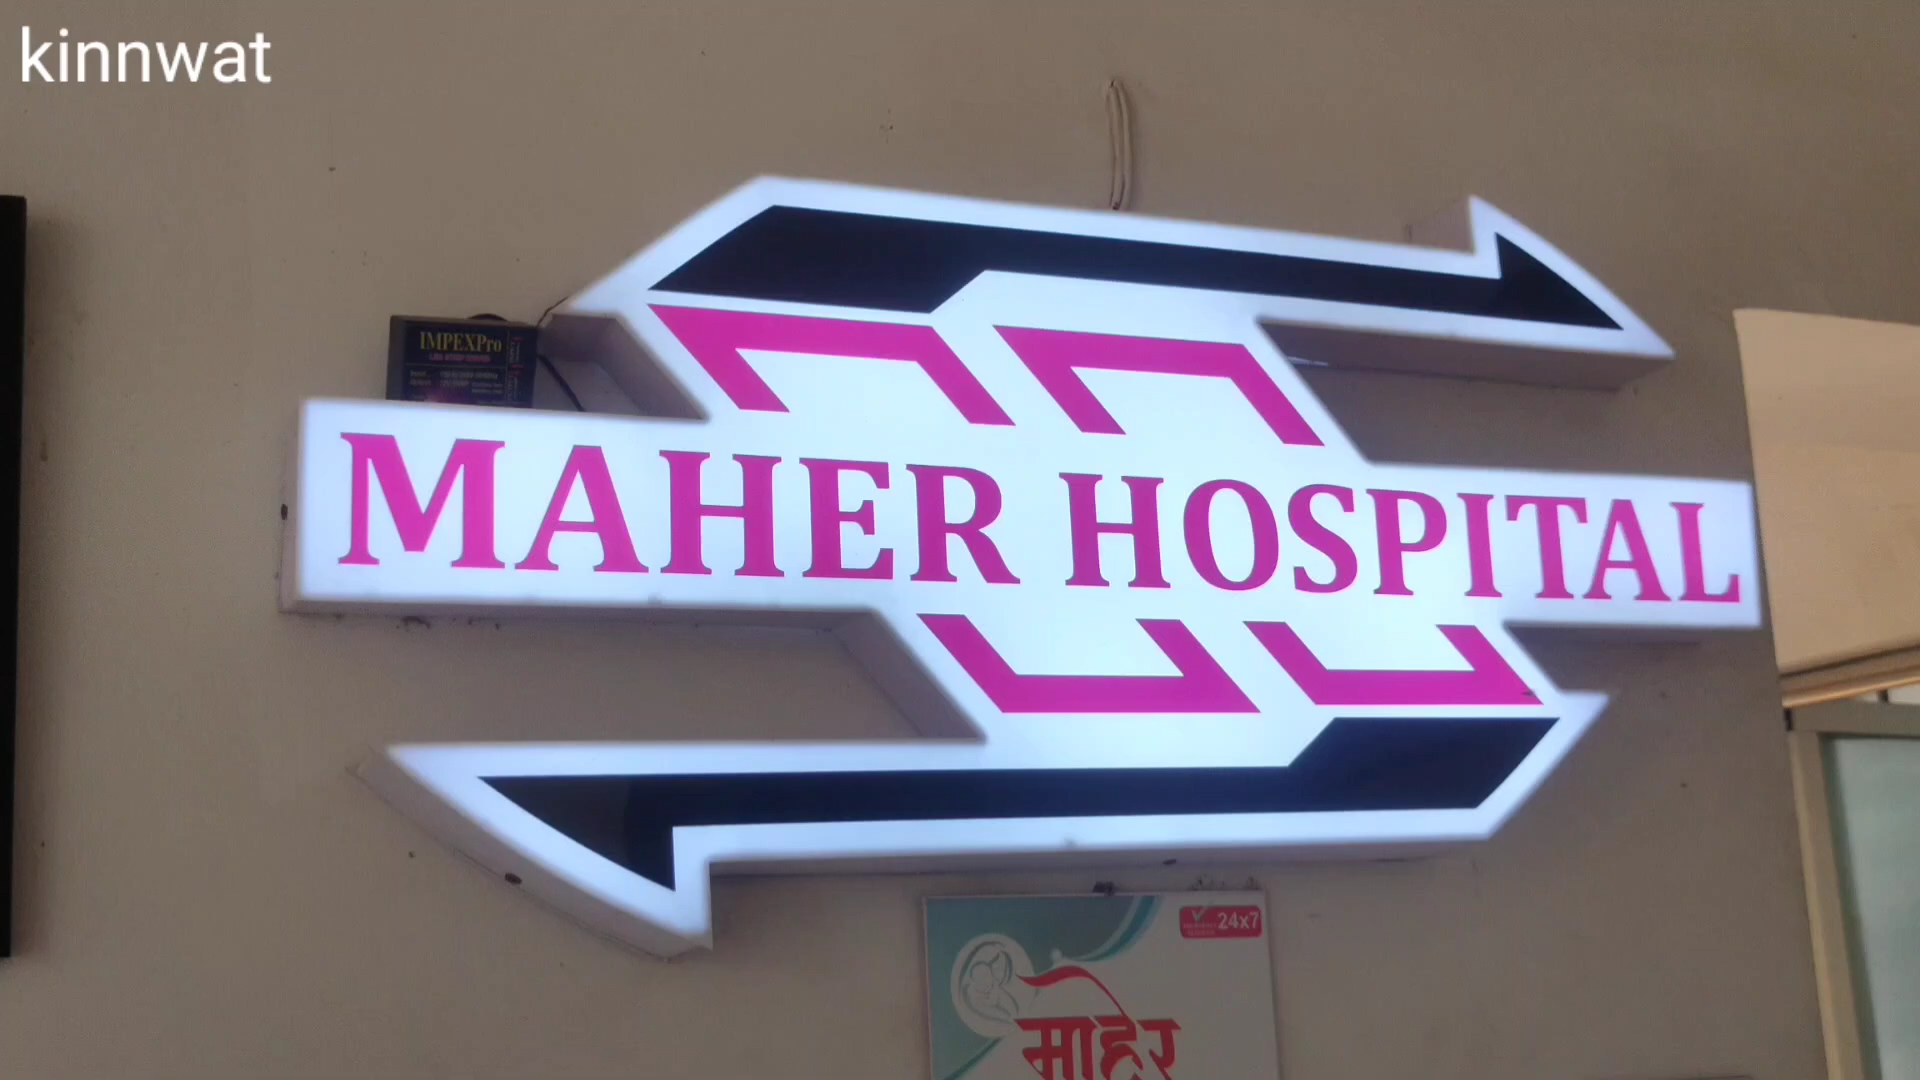 kinnwat
IMPEXPro
MAHER HOSPITAL
24x7
माहेर